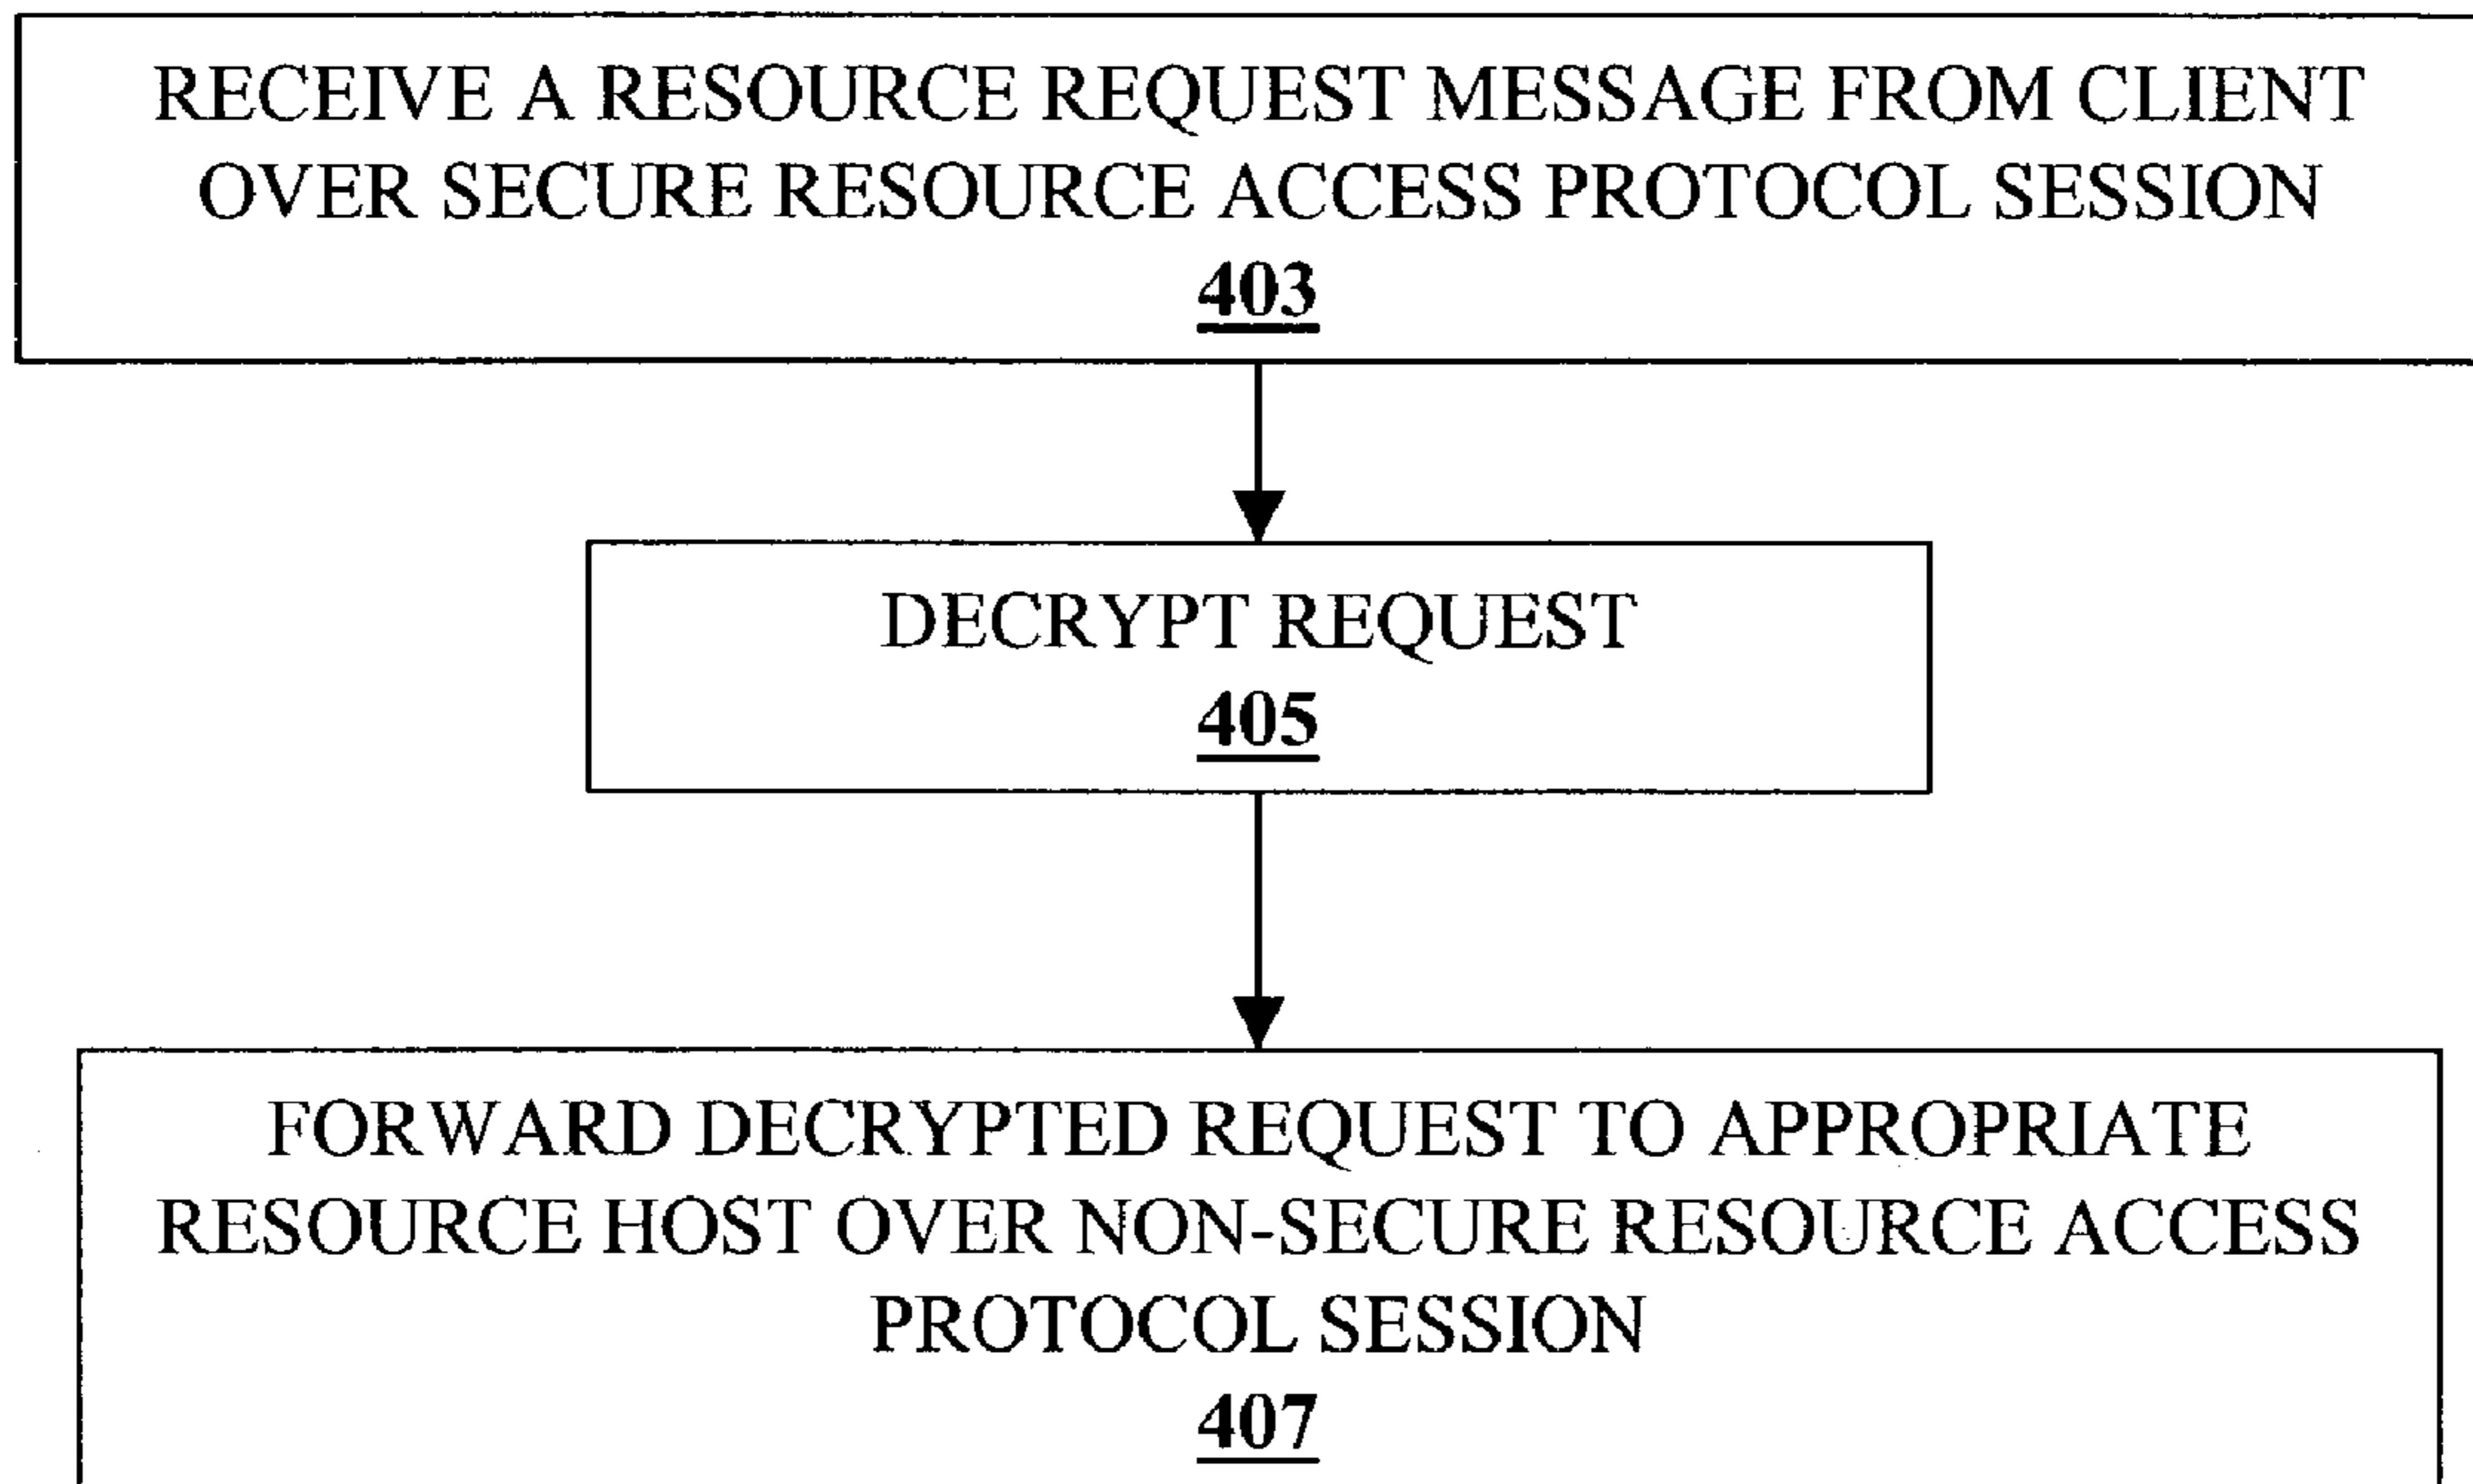 RECEIVE A RESOURCE REQUEST MESSAGE FROM CLIENT
OVER SECURE RESOURCE ACCESS PROTOCOL SESSION
403
DECRYPT REQUEST
405
FORWARD DECRYPTED REQUEST TO APPROPRIATE
RESOURCE HOST OVER NON-SECURE RESOURCE ACCESS
PROTOCOL SESSION
407